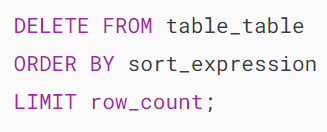 DELETE FROM table_table
ORDER BY sort_expression
LIMIT row_count;